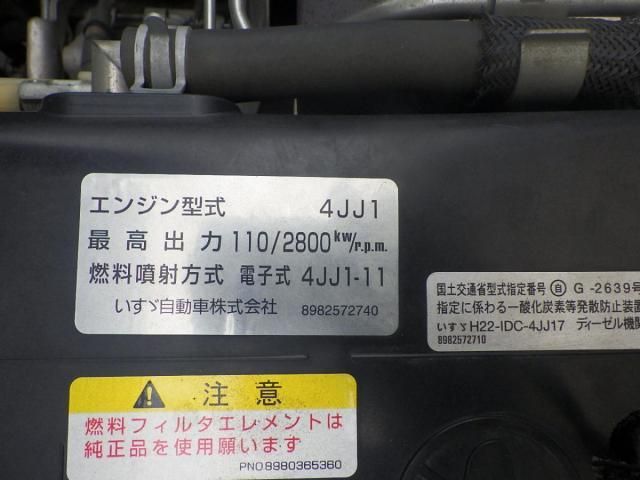 エンジン型式 4JJ1
最高出力 110/2800kw/r.p.m.
燃料噴射方式 電子式 4JJ1-11
いすゞ自動車株式会社 8982572740
国土交通省型式指定番号 自 G -2639号
指定に係わる一酸化炭素等発散防止装置
いすゞH22-IDC-4JJ17 ディーゼル機関
8982572710
注意
燃料フィルタエレメントは
純正品を使用願います
PNO8980365360